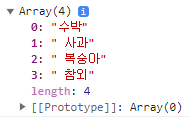 ▼ Array(4) i
0: "수박"
1: " 사과"
2: " 복숭아"
3: " 참외"
length: 4
▶ [[Prototype]]: Array(0)